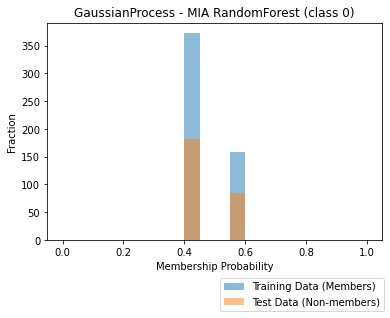 GaussianProcess - MIA RandomForest (class 0)
Fraction
350
300
250
200
150
100
50
0
0.0 0.2 0.4 0.6 0.8 1.0
Membership Probability
Training Data (Members)
Test Data (Non-members)